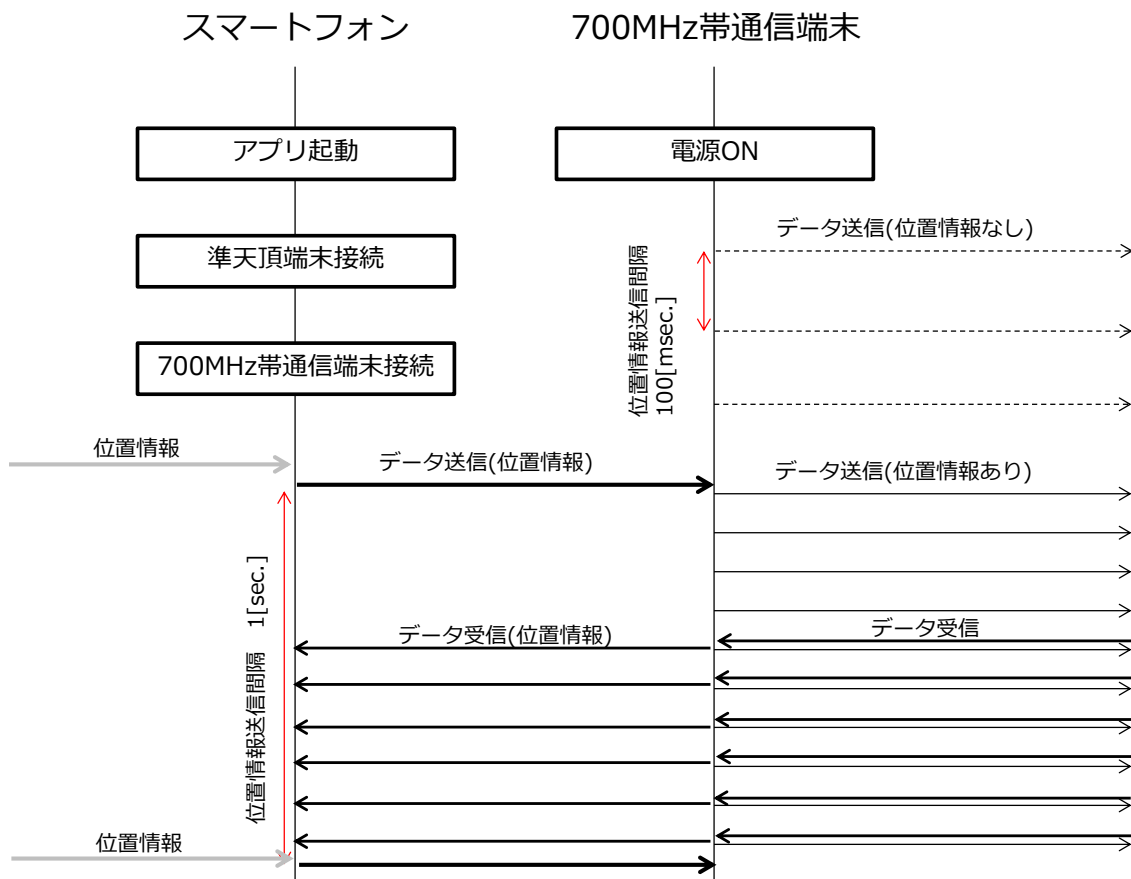 スマートフォン
700MHz帯通信端末
アプリ起動
電源ON
データ送信(位置情報なし)
準天頂端末接続
位置情報送信間隔
100[msec.]
700MHz帯通信端末接続
位置情報
データ送信(位置情報)
データ送信(位置情報あり)
位置情報送信間隔 1[sec.]
データ受信(位置情報)
データ受信
位置情報